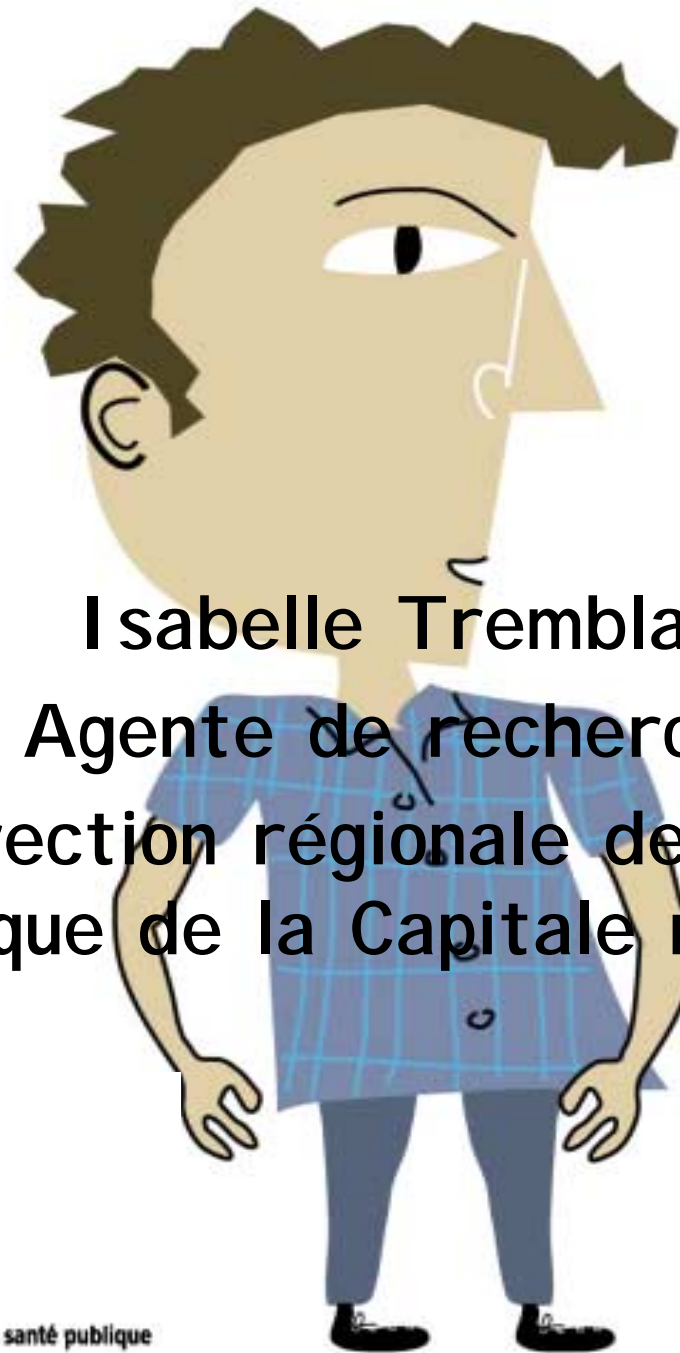 Isabelle Trembla
Agente de recherc
ection régionale de
que de la Capitale
santé publique